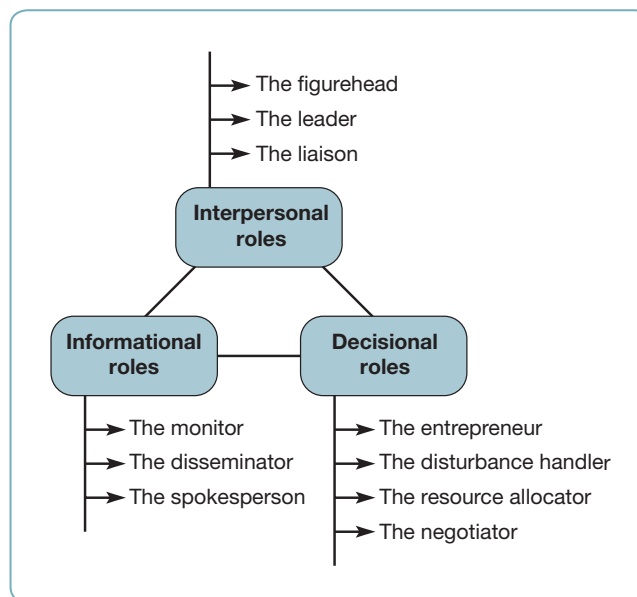 The figurehead
The leader
The liaison
Interpersonal
roles
Informational
roles
Decisional
roles
The monitor
The disseminator
The spokesperson
The entrepreneur
The disturbance handler
The resource allocator
The negotiator